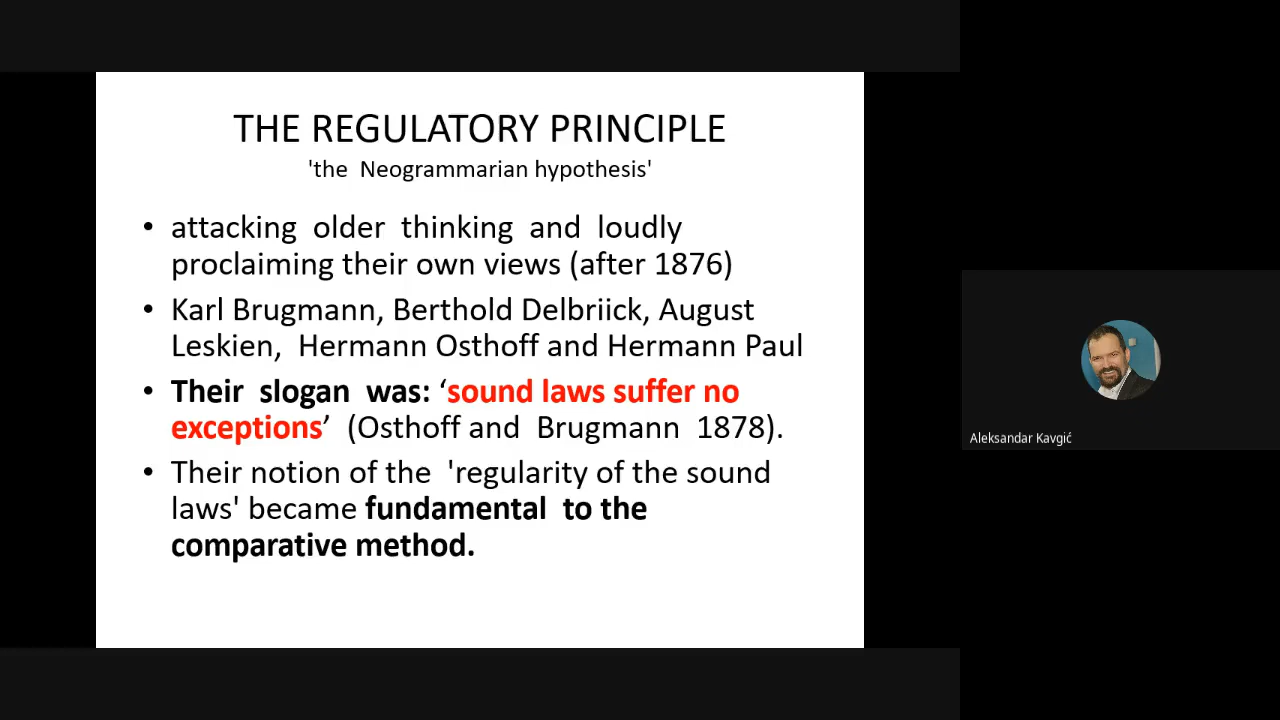 THE REGULATORY PRINCIPLE
'the Neogrammarian hypothesis'
• attacking older thinking and loudly
proclaiming their own views (after 1876)
• Karl Brugmann, Berthold Delbriick, August
Leskien, Hermann Osthoff and Hermann Paul
• Their slogan was: ‘sound laws suffer no
exceptions’ (Osthoff and Brugmann 1878).
• Their notion of the 'regularity of the sound
laws' became fundamental to the
comparative method.
Aleksandar Kavgić